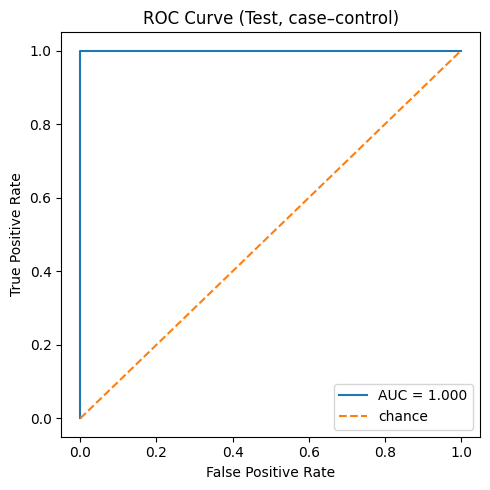 ROC Curve (Test, case–control)
1.0
0.8
0.6
0.4
0.2
0.0
True Positive Rate
AUC = 1.000
chance
0.0 0.2 0.4 0.6 0.8 1.0
False Positive Rate